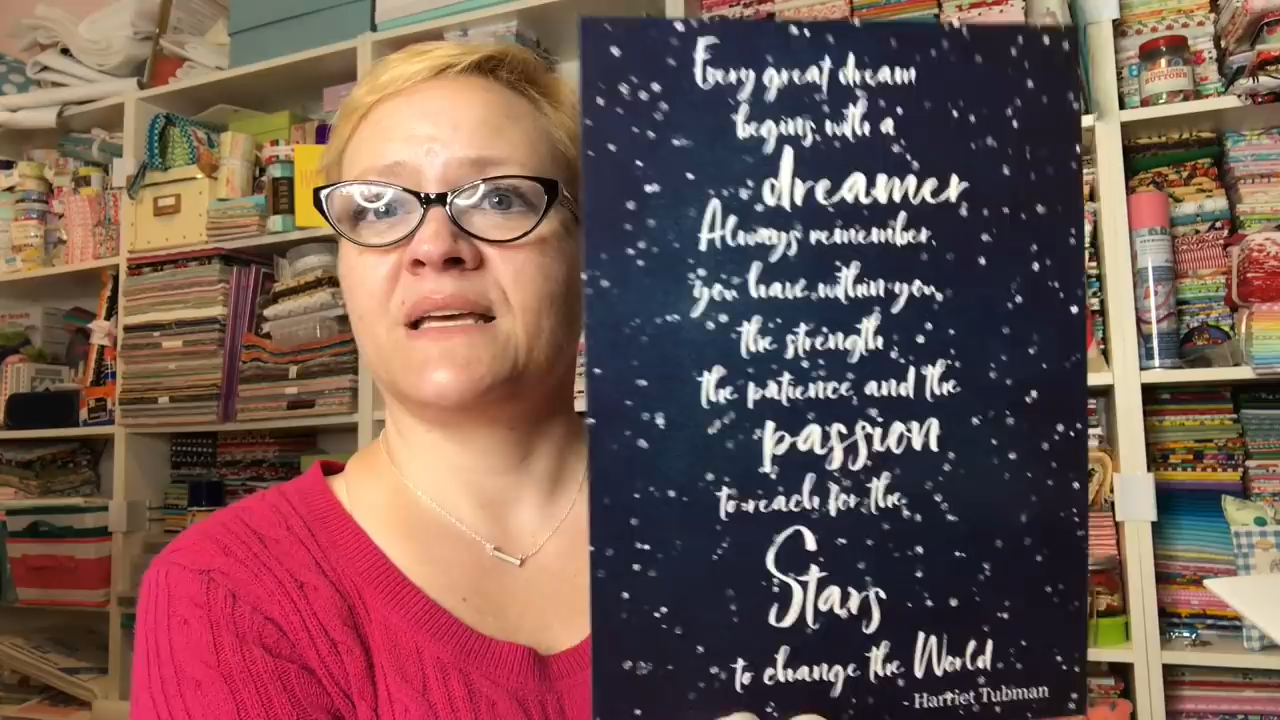 Every great dream
begins with a
dreamer
Always remember
you have within you
the strength
the patience and the
passion
to reach for the
Stars
to change the World
- Harriet Tubman
BUTTONS